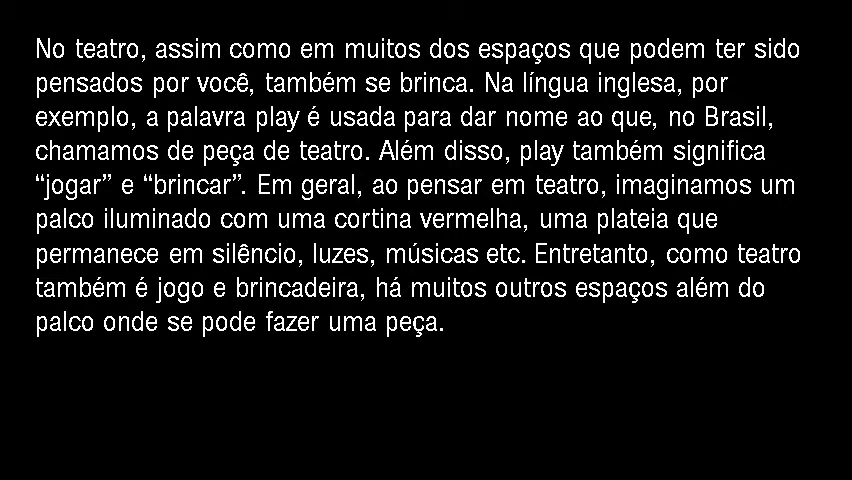 No teatro, assim como em muitos dos espaços que podem ter sido
pensados por você, também se brinca. Na língua inglesa, por
exemplo, a palavra play é usada para dar nome ao que, no Brasil,
chamamos de peça de teatro. Além disso, play também significa
“jogar” e “brincar”. Em geral, ao pensar em teatro, imaginamos um
palco iluminado com uma cortina vermelha, uma plateia que
permanece em silêncio, luzes, músicas etc. Entretanto, como teatro
também é jogo e brincadeira, há muitos outros espaços além do
palco onde se pode fazer uma peça.